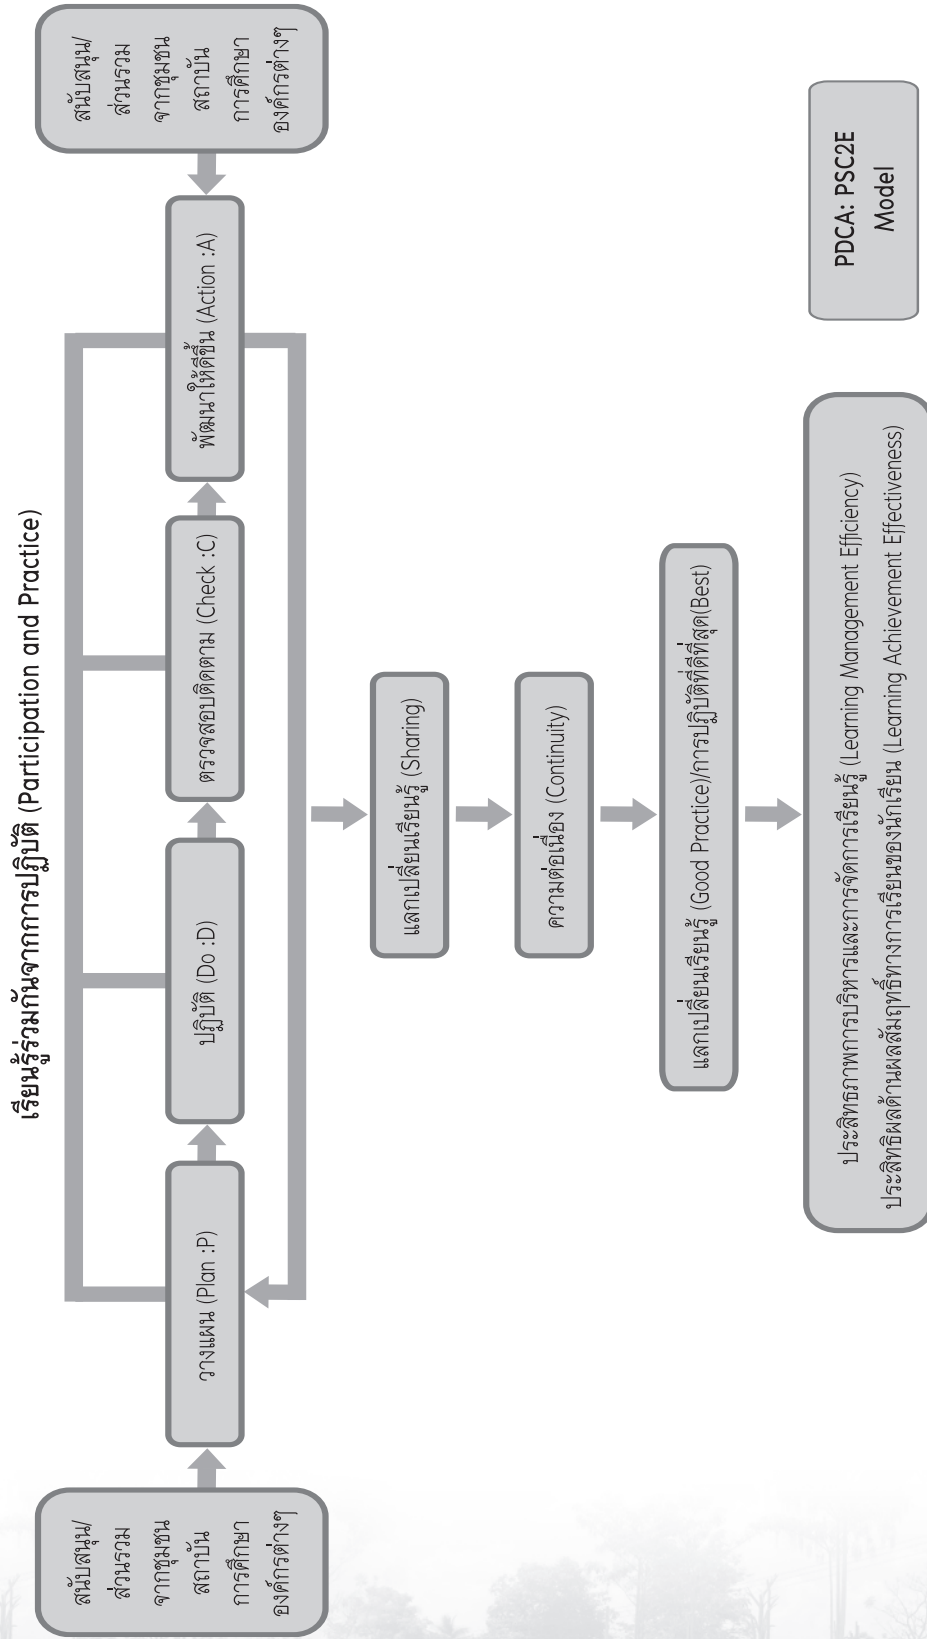 เรียนรู้ร่วมกันจากการปฏิบัติ (Participation and Practice)
สนับสนุน/
ส่วนรวม
จากชุมชน
สถาบัน
การศึกษา
องค์กรต่างๆ
วางแผน (Plan :P)
ปฏิบัติ (Do :D)
ตรวจสอบติดตาม (Check :C)
พัฒนาให้ดีขึ้น (Action :A)
สนับสนุน/
ส่วนรวม
จากชุมชน
สถาบัน
การศึกษา
องค์กรต่างๆ
แลกเปลี่ยนเรียนรู้ (Sharing)
ความต่อเนื่อง (Continuity)
แลกเปลี่ยนเรียนรู้ (Good Practice)/การปฏิบัติที่ดีที่สุด(Best)
ประสิทธภาพการบริหารและการจัดการเรียนรู้ (Learning Management Efficiency)
ประสิทธิผลด้านผลสัมฤทธิ์ทางการเรียนของนักเรียน (Learning Achievement Effectiveness)
PDCA: PSC2E
Model